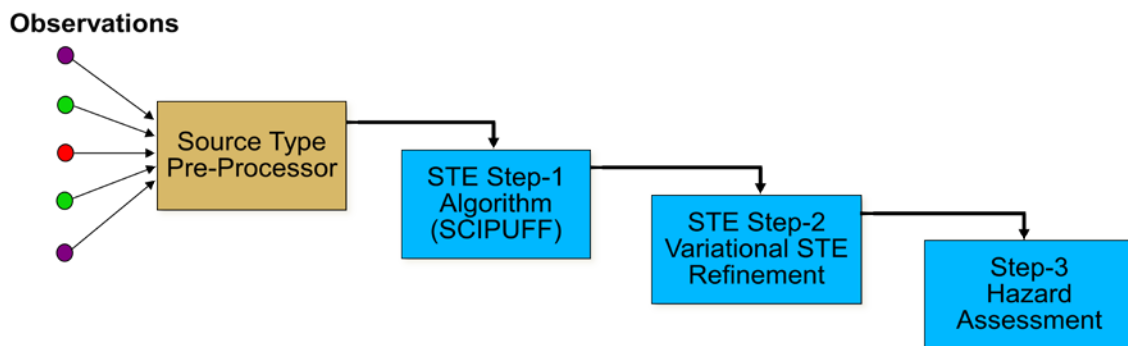 Observations
Source Type
Pre-Processor
STE Step-1
Algorithm
(SCIPUFF)
STE Step-2
Variational STE
Refinement
Step-3
Hazard
Assessment